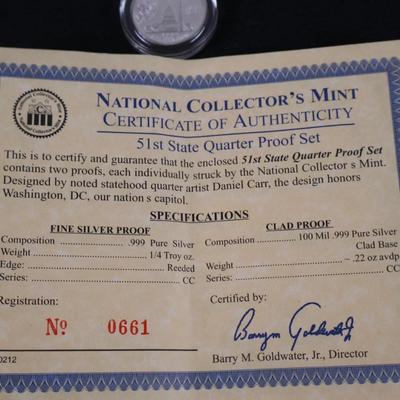 NATIONAL COLLECTOR'S MINT
CERTIFICATE OF AUTHENTICITY
51st State Quarter Proof Set
This is to certify and guarantee that the enclosed 51st State Quarter Proof Set
contains two proofs, each individually struck by the National Collector s Mint.
Designed by noted statehood quarter artist Daniel Carr, the design honors
Washington, DC, our nation s capitol.
SPECIFICATIONS
FINE SILVER PROOF
Composition .......... .999 Pure Silver
Weight .................. 1/4 Troy oz.
Edge: ........................ Reeded
Series: ............................ CC
CLAD PROOF
Composition .......... 100 Mil .999 Pure Silver
Clad Base
Weight .......................... – .22 oz avdp
Series: ........................................ CC
Registration:
No 0661
Certified by:
Barry M Goldwater Jr
Barry M. Goldwater, Jr., Director
0212